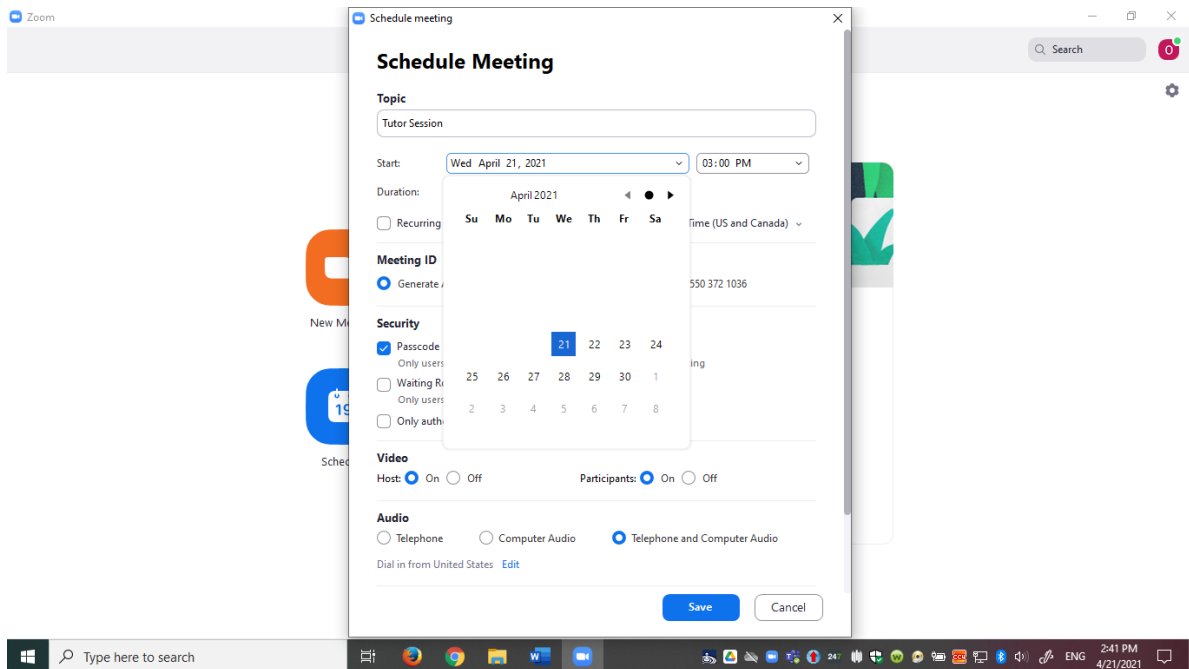 Zoom
Schedule meeting
Search
O
Schedule Meeting
Topic
Tutor Session
Start: Wed April 21, 2021 03:00 PM
Duration:
April 2021
Su Mo Tu We Th Fr Sa
21 22 23 24
25 26 27 28 29 30 1
2 3 4 5 6 7 8
Recurring Time (US and Canada)
Meeting ID
Generate 550 372 1036
New
Security
Passcode
Only users ing
Waiting
Only users
Only
19
Video
Host: On Off Participants: On Off
Audio
Telephone Computer Audio Telephone and Computer Audio
Dial in from United States Edit
Save Cancel
Type here to search
247
CCK
ENG
2:41 PM
4/21/2021